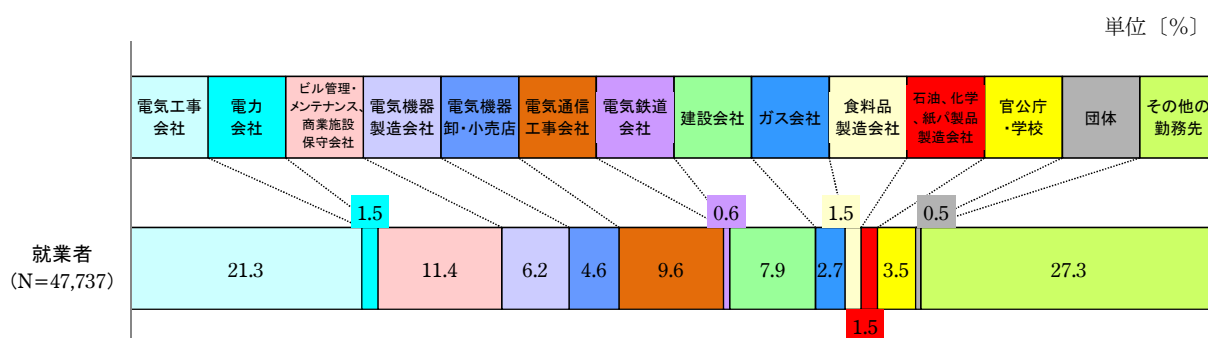 単位〔%〕
電気工事
会社
電力
会社
ビル管理・
メンテナンス、
商業施設
保守会社
電気機器
製造会社
電気機器
卸・小売店
電気通信
工事会社
電気鉄道
会社
建設会社
ガス会社
食料品
製造会社
石油、化学
、紙パ製品
製造会社
官公庁
・学校
団体
その他の
勤務先
就業者
(N=47,737)
21.3
1.5
11.4
6.2
4.6
9.6
0.6
7.9
2.7
1.5
1.5
3.5
0.5
27.3